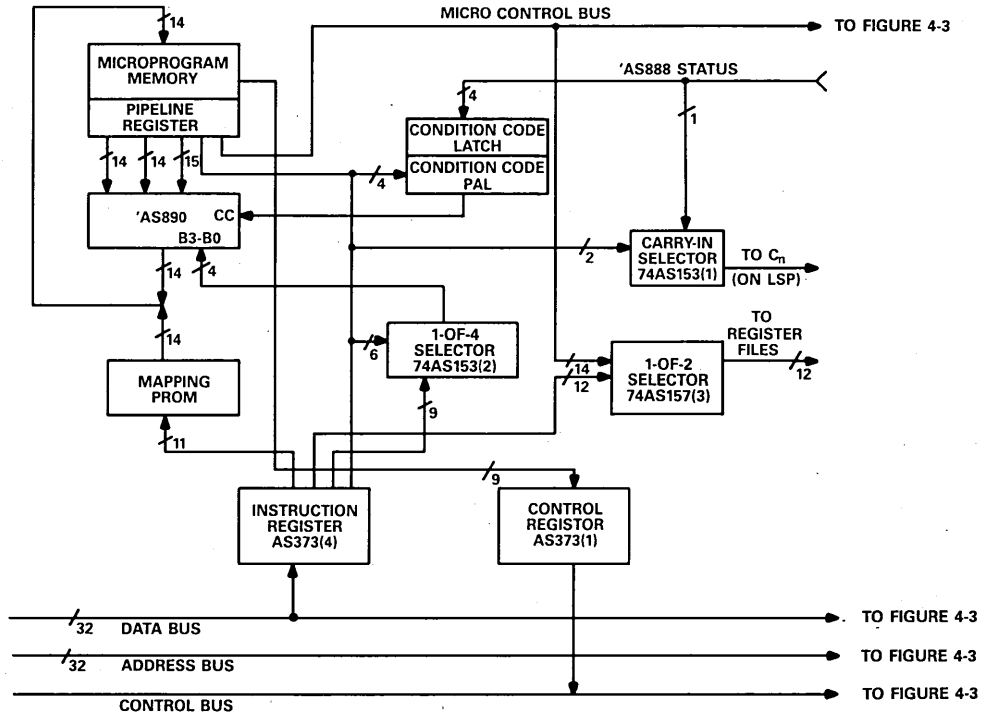 MICRO CONTROL BUS
TO FIGURE 4-3
14
MICROPROGRAM
MEMORY
PIPELINE
REGISTER
'AS888 STATUS
4
1
CONDITION CODE
LATCH
CONDITION CODE
PAL
14
14
15
4
'AS890
CC
B3-B0
2
CARRY-IN
SELECTOR
74AS153(1)
TO Cn
(ON LSP)
14
4
14
6
1-OF-4
SELECTOR
74AS153(2)
TO
REGISTER
FILES
12
14
12
1-OF-2
SELECTOR
74AS157(3)
MAPPING
PROM
9
11
9
INSTRUCTION
REGISTER
AS373(4)
CONTROL
REGISTOR
AS373(1)
32
DATA BUS
TO FIGURE 4-3
32
ADDRESS BUS
TO FIGURE 4-3
CONTROL BUS
TO FIGURE 4-3